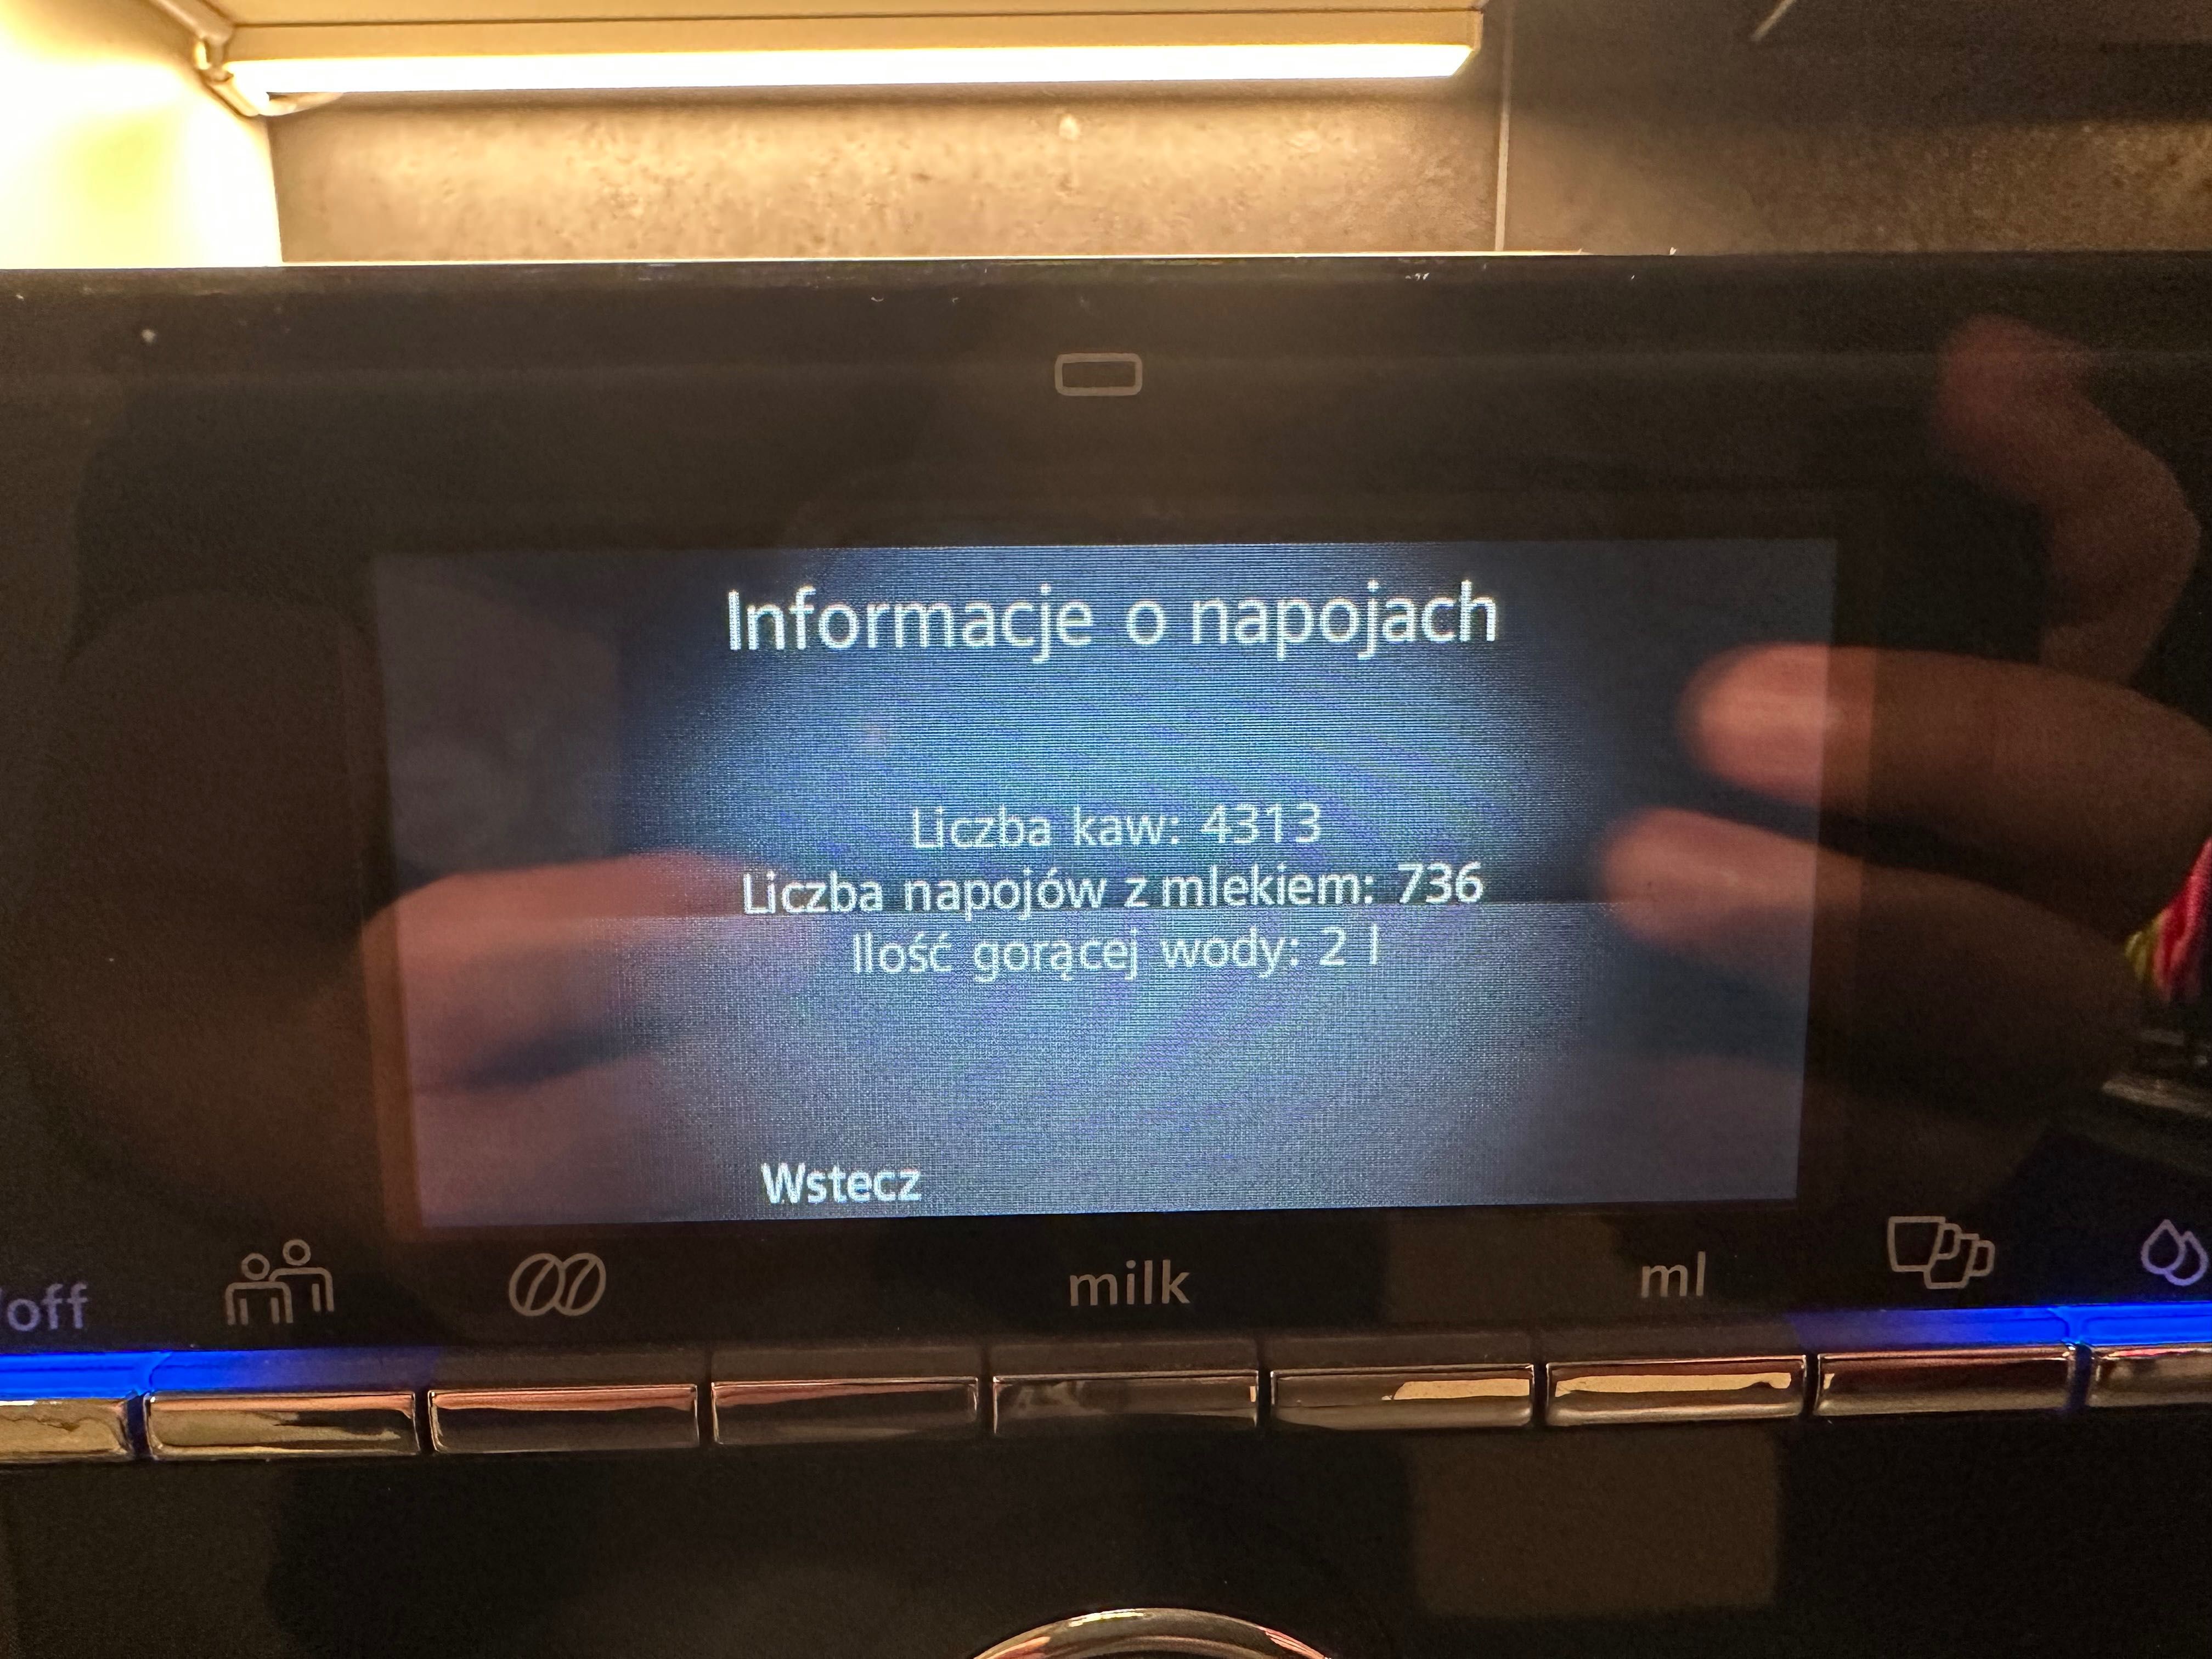 Informacje o napojach
Liczba kaw: 4313
Liczba napojów z mlekiem: 736
Ilość gorącej wody: 2 l
Wstecz
/off
milk
ml